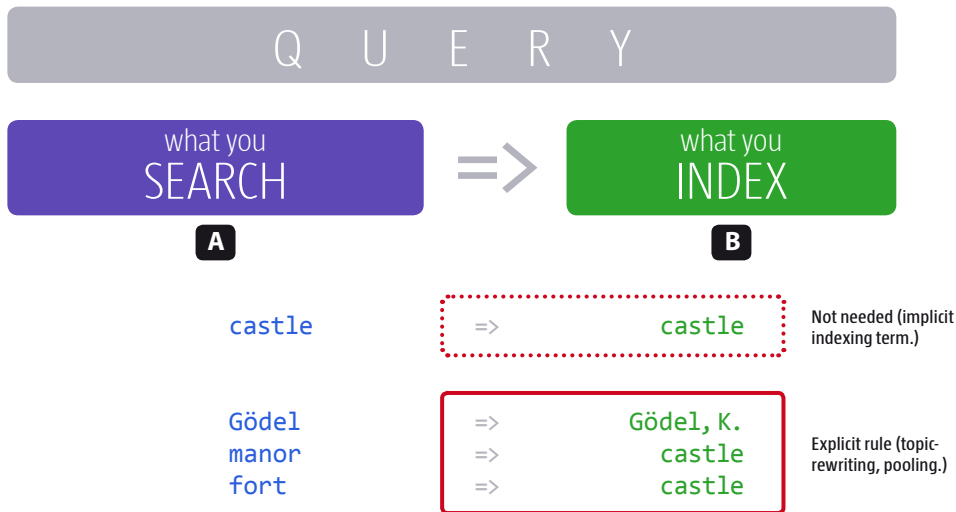 QUERY
what you
SEARCH
=>
what you
INDEX
A
B
castle => castle
Not needed (implicit
indexing term.)
Gödel => Gödel, K.
manor => castle
fort => castle
Explicit rule (topic-
rewriting, pooling.)